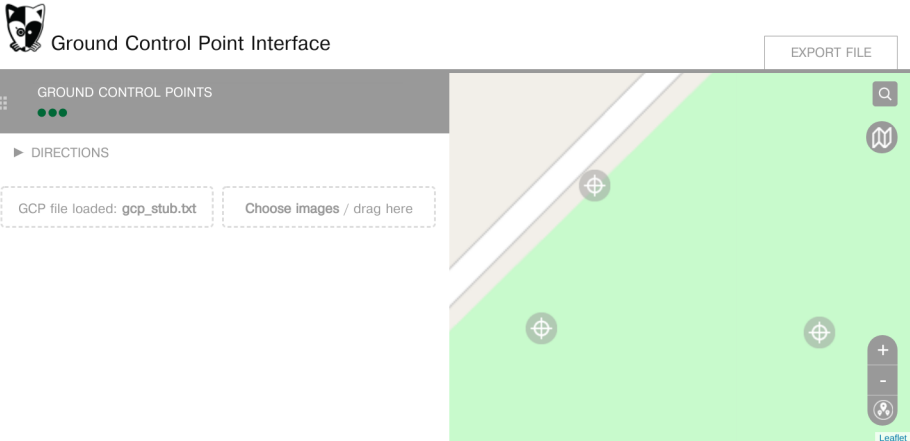 Ground Control Point Interface
EXPORT FILE
GROUND CONTROL POINTS
DIRECTIONS
GCP file loaded: gcp_stub.txt
Choose images / drag here
+
-
Leaflet